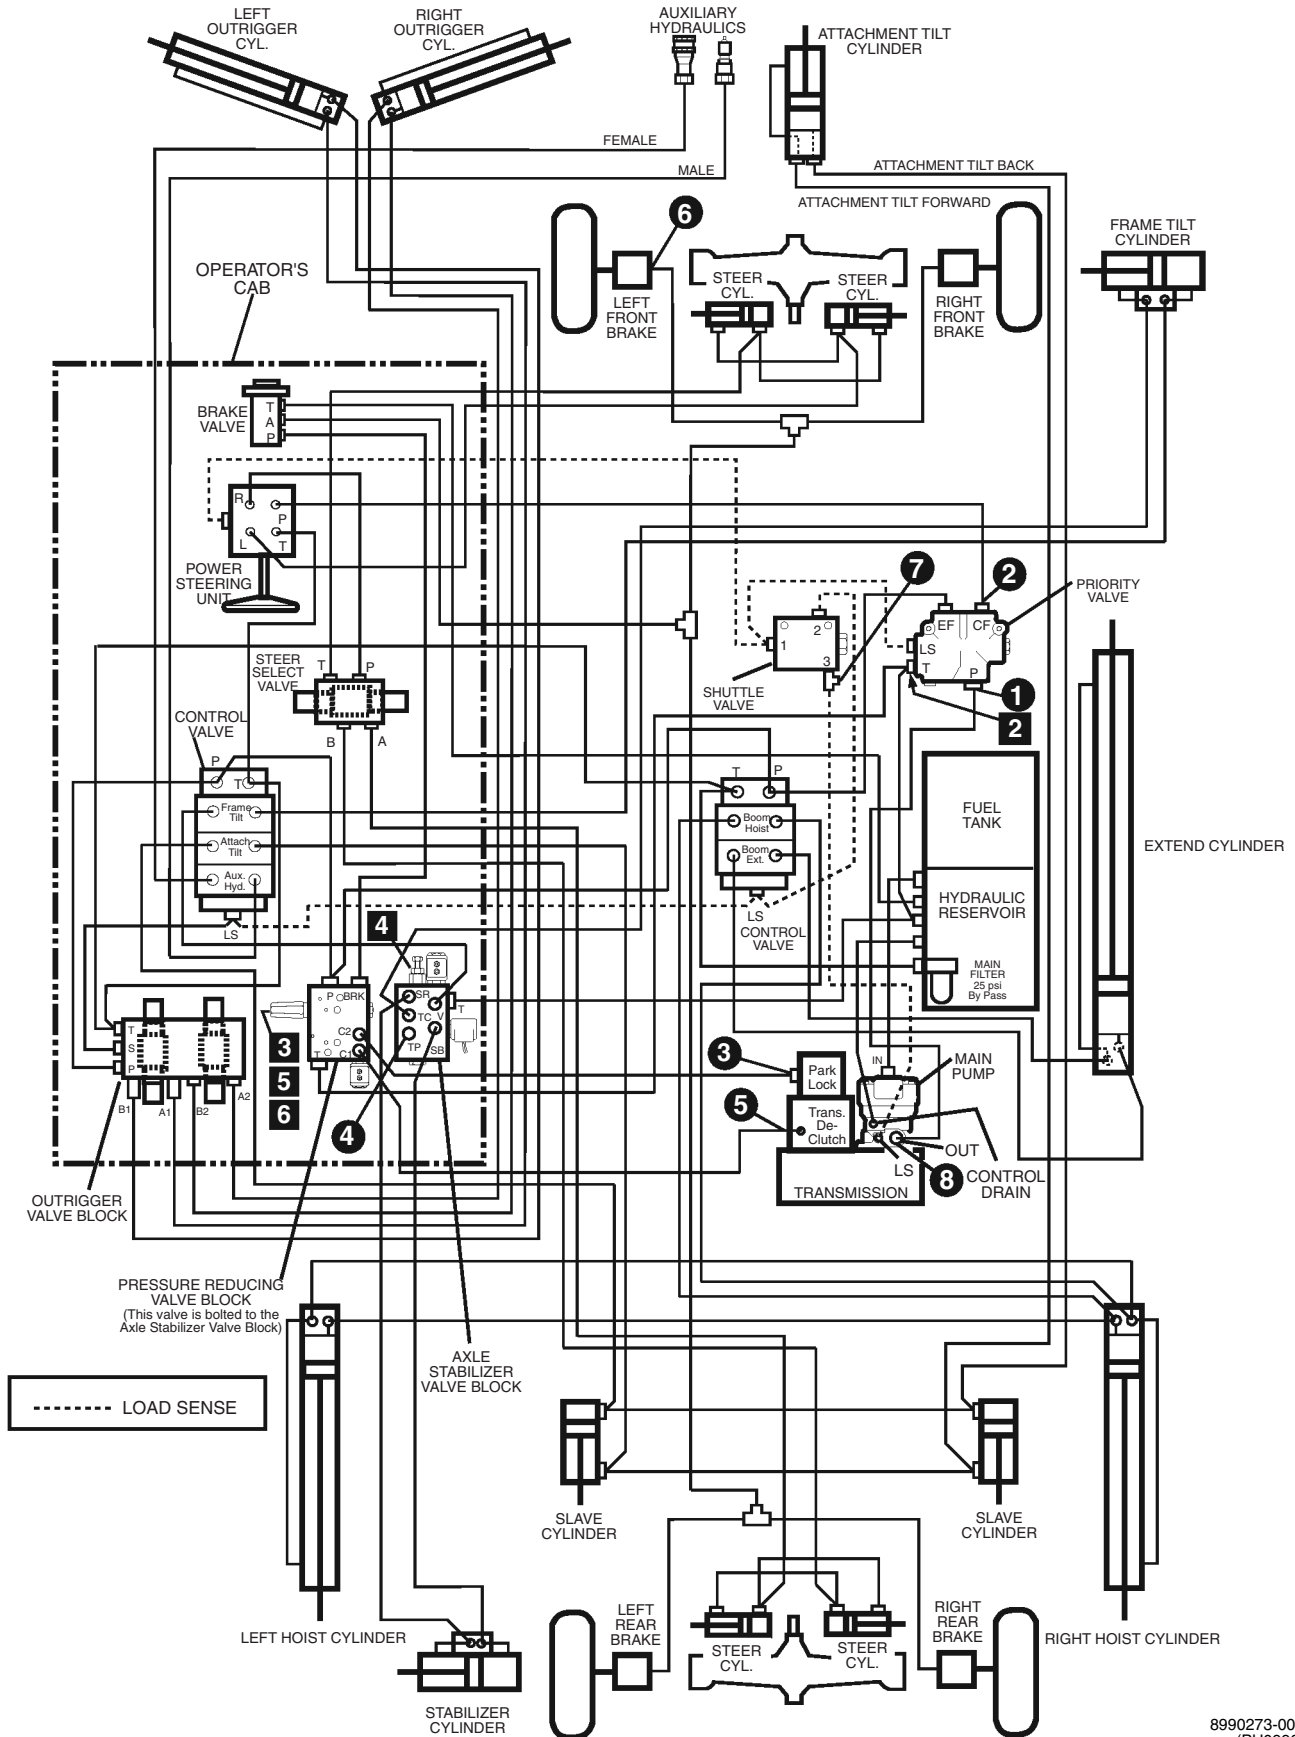 LEFT
OUTRIGGER
CYL.
RIGHT
OUTRIGGER
CYL.
AUXILIARY
HYDRAULICS
ATTACHMENT TILT
CYLINDER
FEMALE
MALE
ATTACHMENT TILT BACK
ATTACHMENT TILT FORWARD
6
FRAME TILT
CYLINDER
OPERATOR'S
CAB
STEER
CYL.
STEER
CYL.
LEFT
FRONT
BRAKE
RIGHT
FRONT
BRAKE
BRAKE
VALVE
T
A
P
R
P
L
T
POWER
STEERING
UNIT
7
2
PRIORITY
VALVE
EF
CF
LS
T
P
1
2
3
SHUTTLE
VALVE
1
2
STEER
SELECT
VALVE
T
P
B
A
CONTROL
VALVE
P
T
Frame
Tilt
Attach
Tilt
Aux.
Hyd.
LS
T
P
Boom
Hoist
Boom
Ext.
LS
CONTROL
VALVE
FUEL
TANK
HYDRAULIC
RESERVOIR
MAIN
FILTER
25 psi
By Pass
EXTEND CYLINDER
4
P
BRK
C2
C1
T
SR
TC
V
TP
SB
T
3
5
6
4
T
S
P
B1
A1
B2
A2
3
5
Park
Lock
Trans.
De-
Clutch
IN
MAIN
PUMP
OUT
LS
8
CONTROL
DRAIN
TRANSMISSION
OUTRIGGER
VALVE BLOCK
PRESSURE REDUCING
VALVE BLOCK
(This valve is bolted to the
Axle Stabilizer Valve Block)
AXLE
STABILIZER
VALVE BLOCK
LOAD SENSE
SLAVE
CYLINDER
SLAVE
CYLINDER
LEFT HOIST CYLINDER
RIGHT HOIST CYLINDER
LEFT
REAR
BRAKE
STEER
CYL.
STEER
CYL.
RIGHT
REAR
BRAKE
STABILIZER
CYLINDER
8990273-00